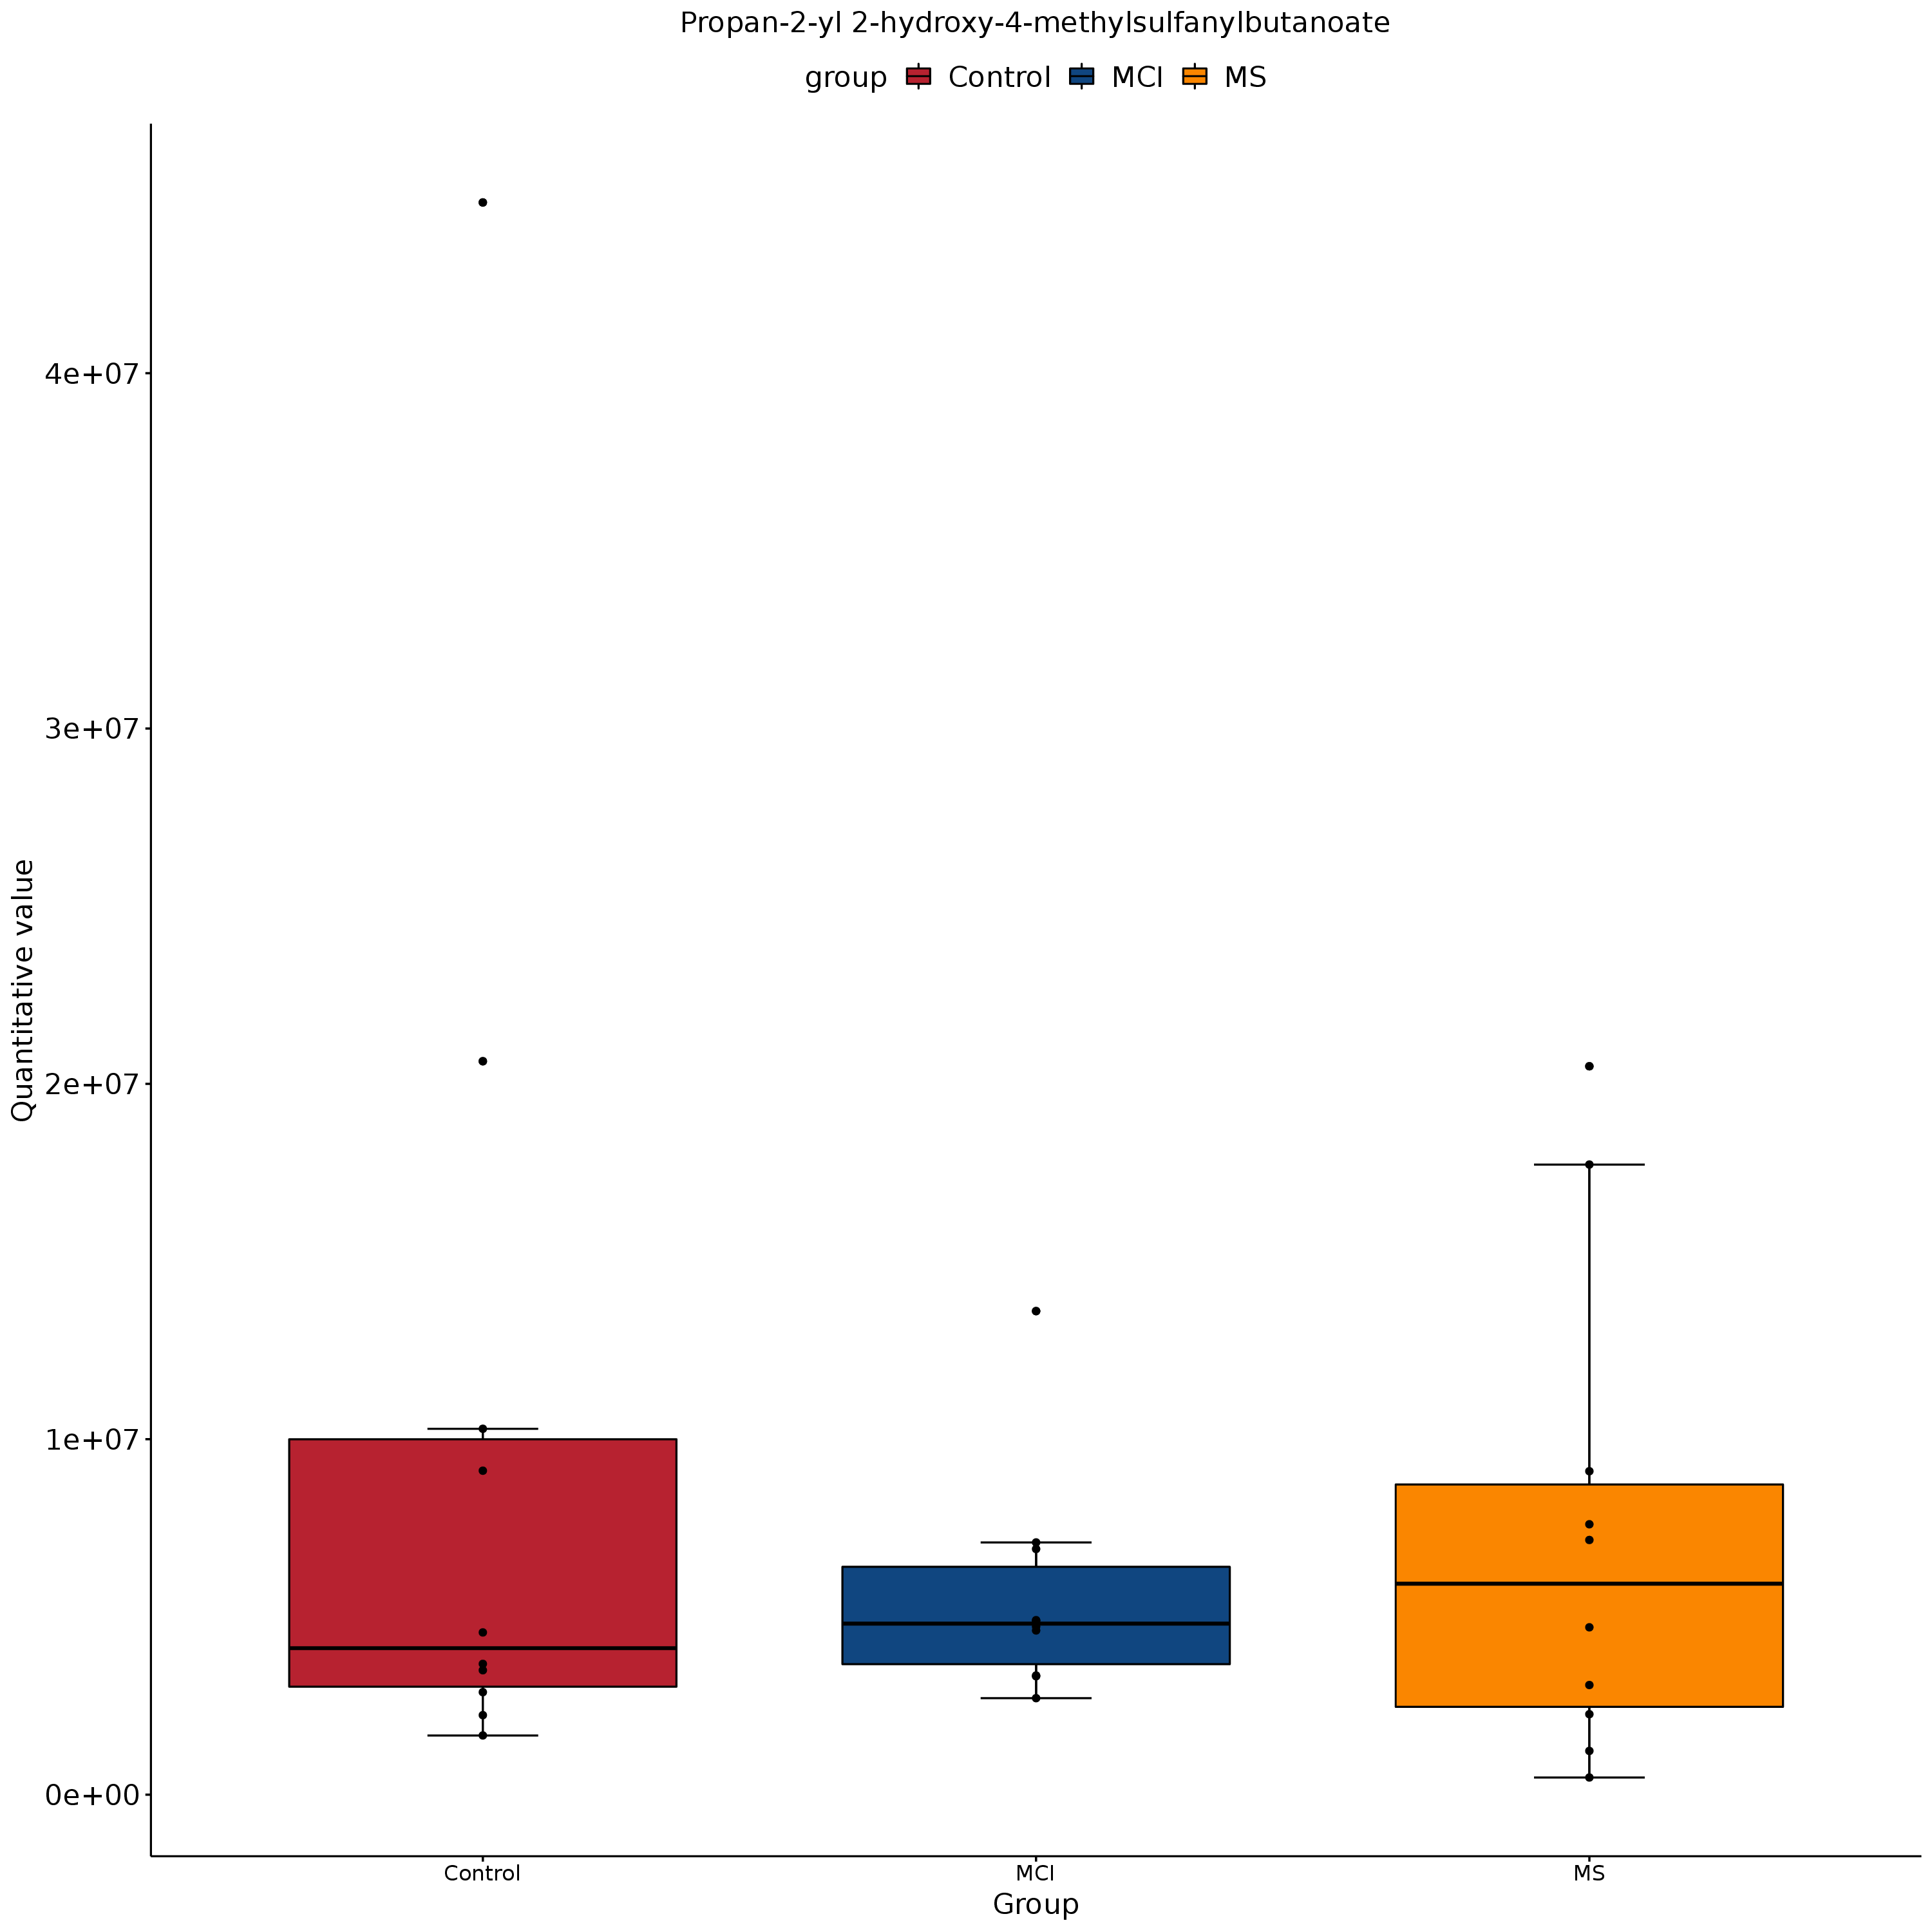 Propan-2-yl 2-hydroxy-4-methylsulfanylbutanoate
group Control MCI MS
Quantitative value
4e+07
3e+07
2e+07
1e+07
0e+00
Control MCI MS
Group